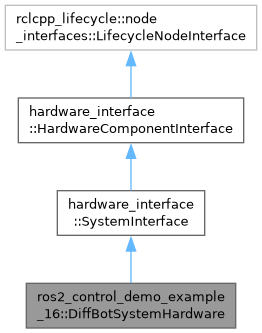 rclcpp_lifecycle::node
_interfaces::LifecycleNodeInterface
hardware_interface
::HardwareComponentInterface
hardware_interface
::SystemInterface
ros2_control_demo_example
_16::DiffBotSystemHardware